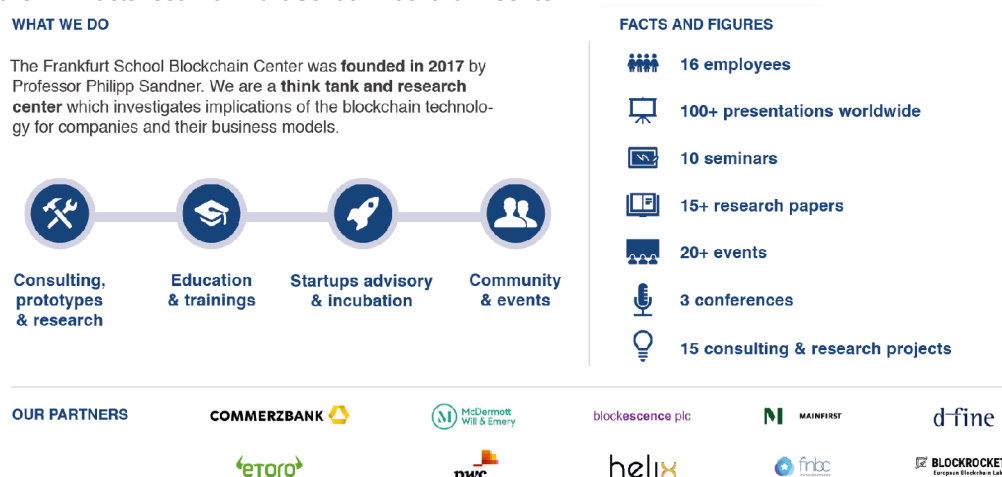 WHAT WE DO
The Frankfurt School Blockchain Center was founded in 2017 by
Professor Philipp Sandner. We are a think tank and research
center which investigates implications of the blockchain technolo-
gy for companies and their business models.
Consulting,
prototypes
& research
Education
& trainings
Startups advisory
& incubation
Community
& events
FACTS AND FIGURES
16 employees
100+ presentations worldwide
10 seminars
15+ research papers
20+ events
3 conferences
15 consulting & research projects
OUR PARTNERS
COMMERZBANK
M McDermott
Will & Emery
blockescence plc
M MAINFIRST
d-fine
eToro
pwc
helix
finbc
BLOCKROCKET
European Blockchain Lab